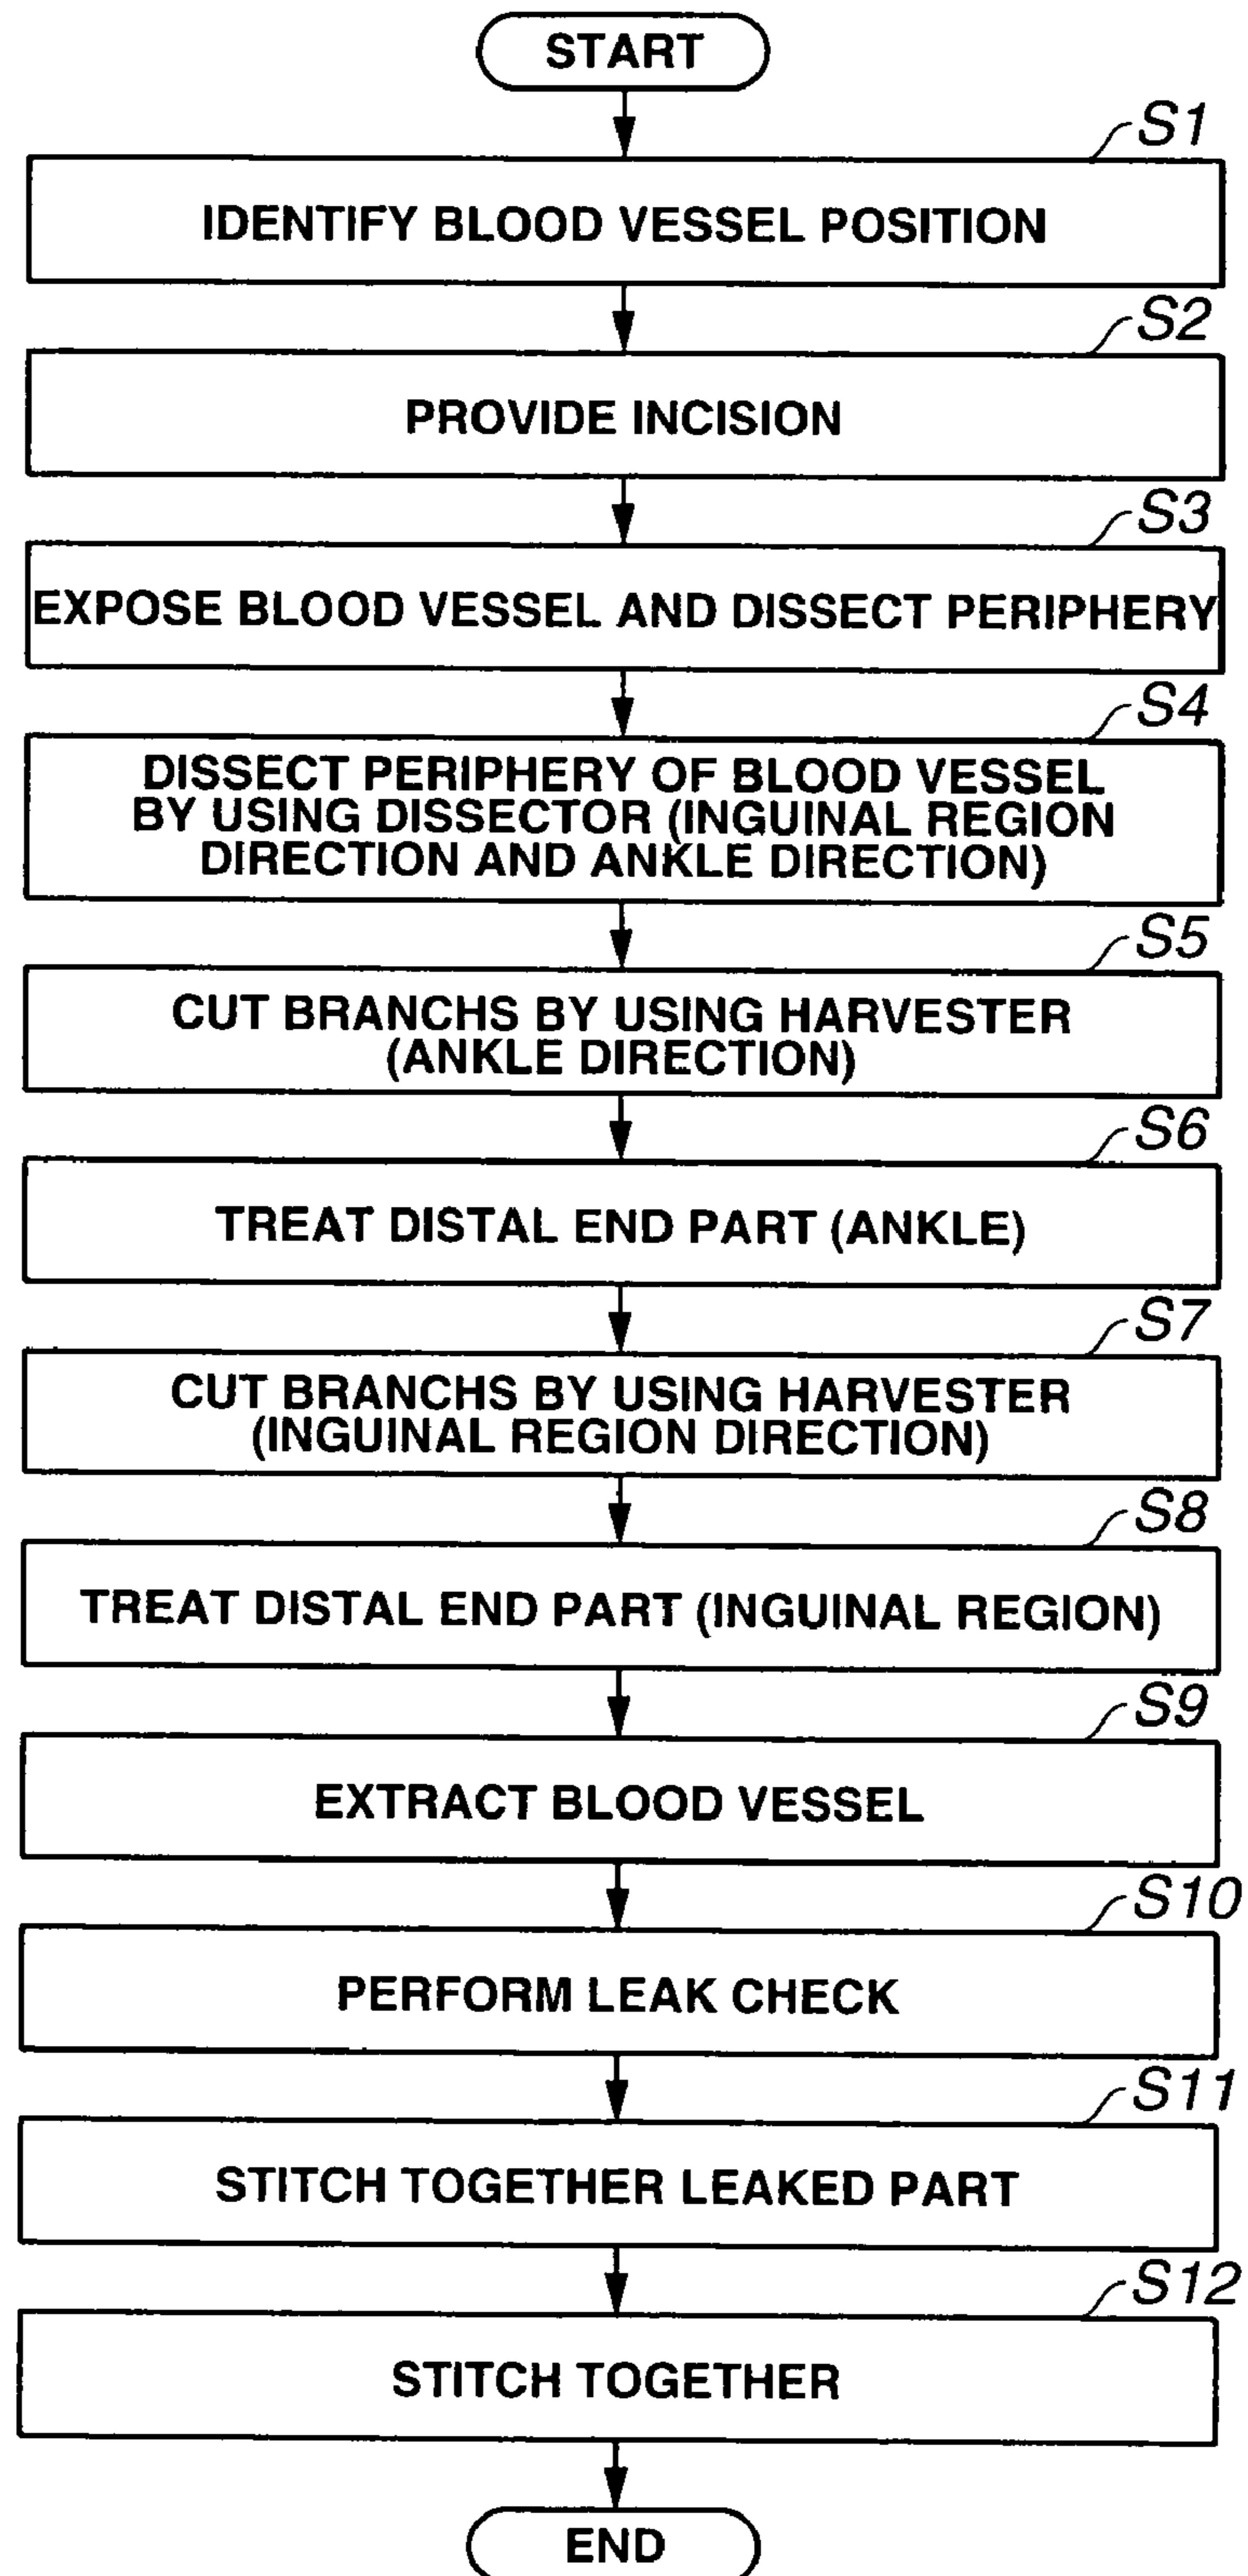 START
S1
IDENTIFY BLOOD VESSEL POSITION
S2
PROVIDE INCISION
S3
EXPOSE BLOOD VESSEL AND DISSECT PERIPHERY
S4
DISSECT PERIPHERY OF BLOOD VESSEL
BY USING DISSECTOR (INGUINAL REGION
DIRECTION AND ANKLE DIRECTION)
S5
CUT BRANCHS BY USING HARVESTER
(ANKLE DIRECTION)
S6
TREAT DISTAL END PART (ANKLE)
S7
CUT BRANCHS BY USING HARVESTER
(INGUINAL REGION DIRECTION)
S8
TREAT DISTAL END PART (INGUINAL REGION)
S9
EXTRACT BLOOD VESSEL
S10
PERFORM LEAK CHECK
S11
STITCH TOGETHER LEAKED PART
S12
STITCH TOGETHER
END